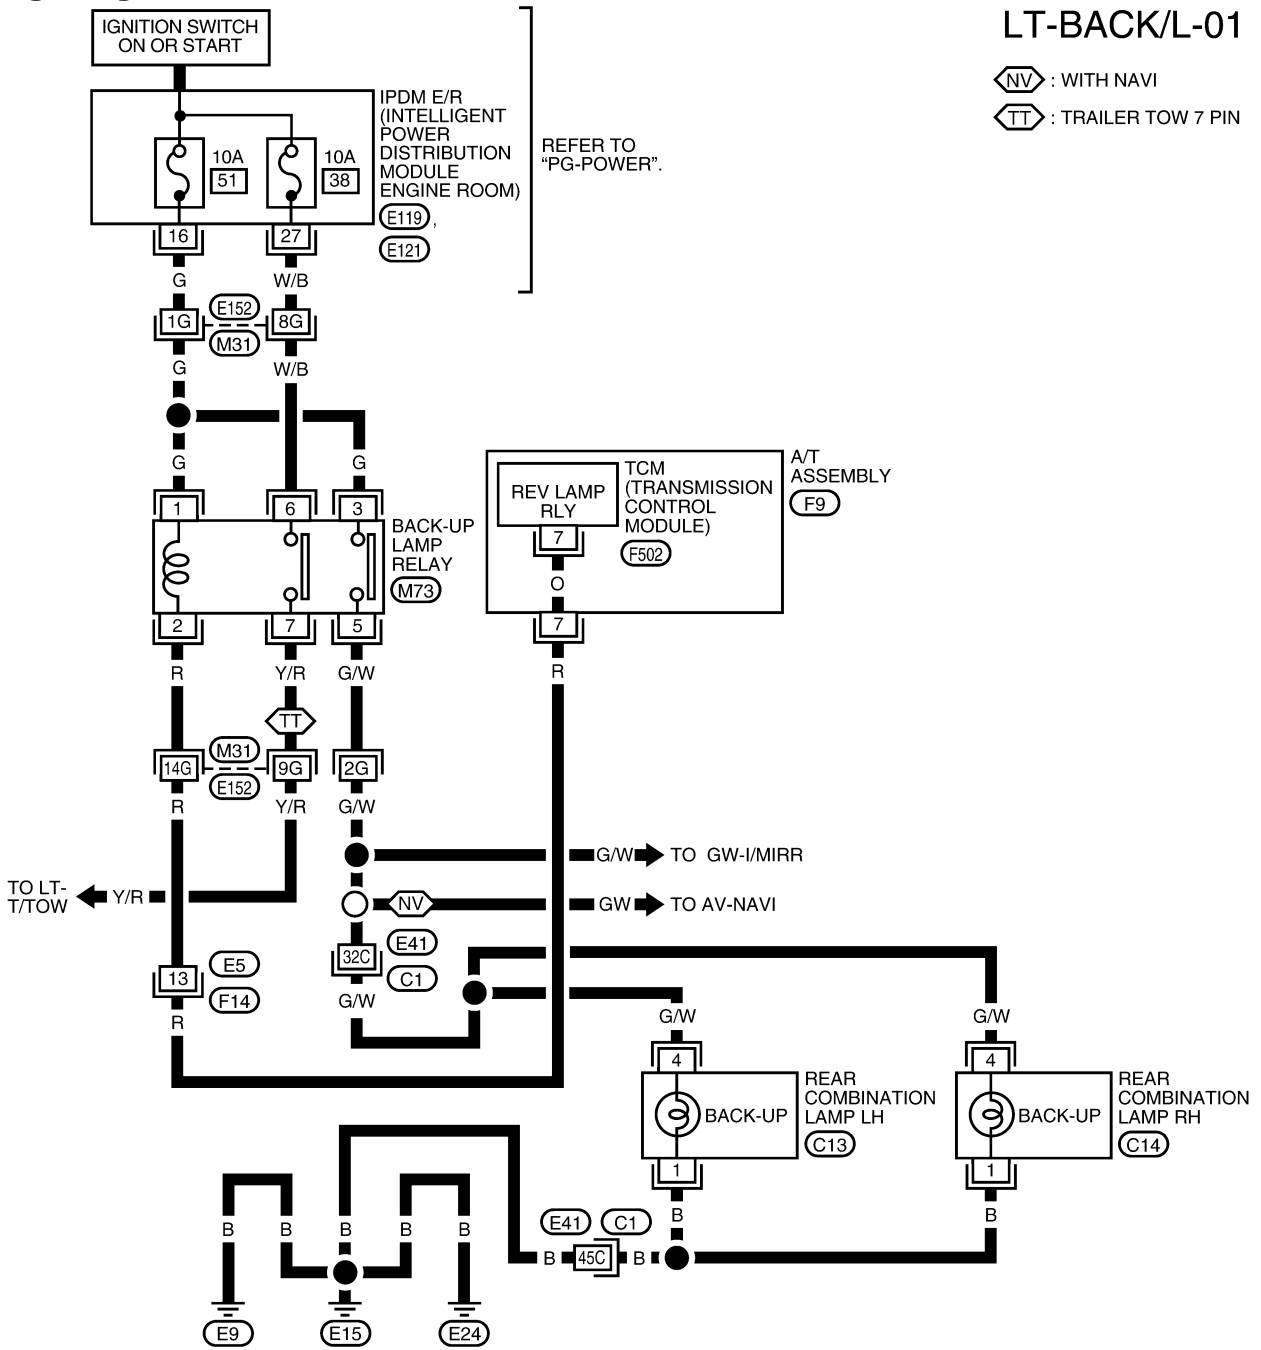 LT-BACK/L-01
NV : WITH NAVI
TT : TRAILER TOW 7 PIN
IGNITION SWITCH
ON OR START
IPDM E/R
(INTELLIGENT
POWER
DISTRIBUTION
MODULE
ENGINE ROOM)
E119 ,
E121
REFER TO
“PG-POWER”.
10A
51
10A
38
16
27
G
W/B
1G
E152
M31
8G
G
W/B
G
G
1
6
3
BACK-UP
LAMP
RELAY
M73
2
7
5
R
Y/R
G/W
TT
14G
M31
E152
9G
2G
R
Y/R
G/W
A/T
ASSEMBLY
F9
REV LAMP
RLY
TCM
(TRANSMISSION
CONTROL
MODULE)
F502
7
O
7
R
G/W
TO GW-I/MIRR
TO LT-
T/TOW
Y/R
NV
GW
TO AV-NAVI
32C
E41
C1
G/W
13
E5
F14
R
G/W
G/W
4
4
BACK-UP
REAR
COMBINATION
LAMP LH
C13
BACK-UP
REAR
COMBINATION
LAMP RH
C14
1
1
B
B
E41
C1
B
45C
B
B
B
B
B
B
E9
E15
E24